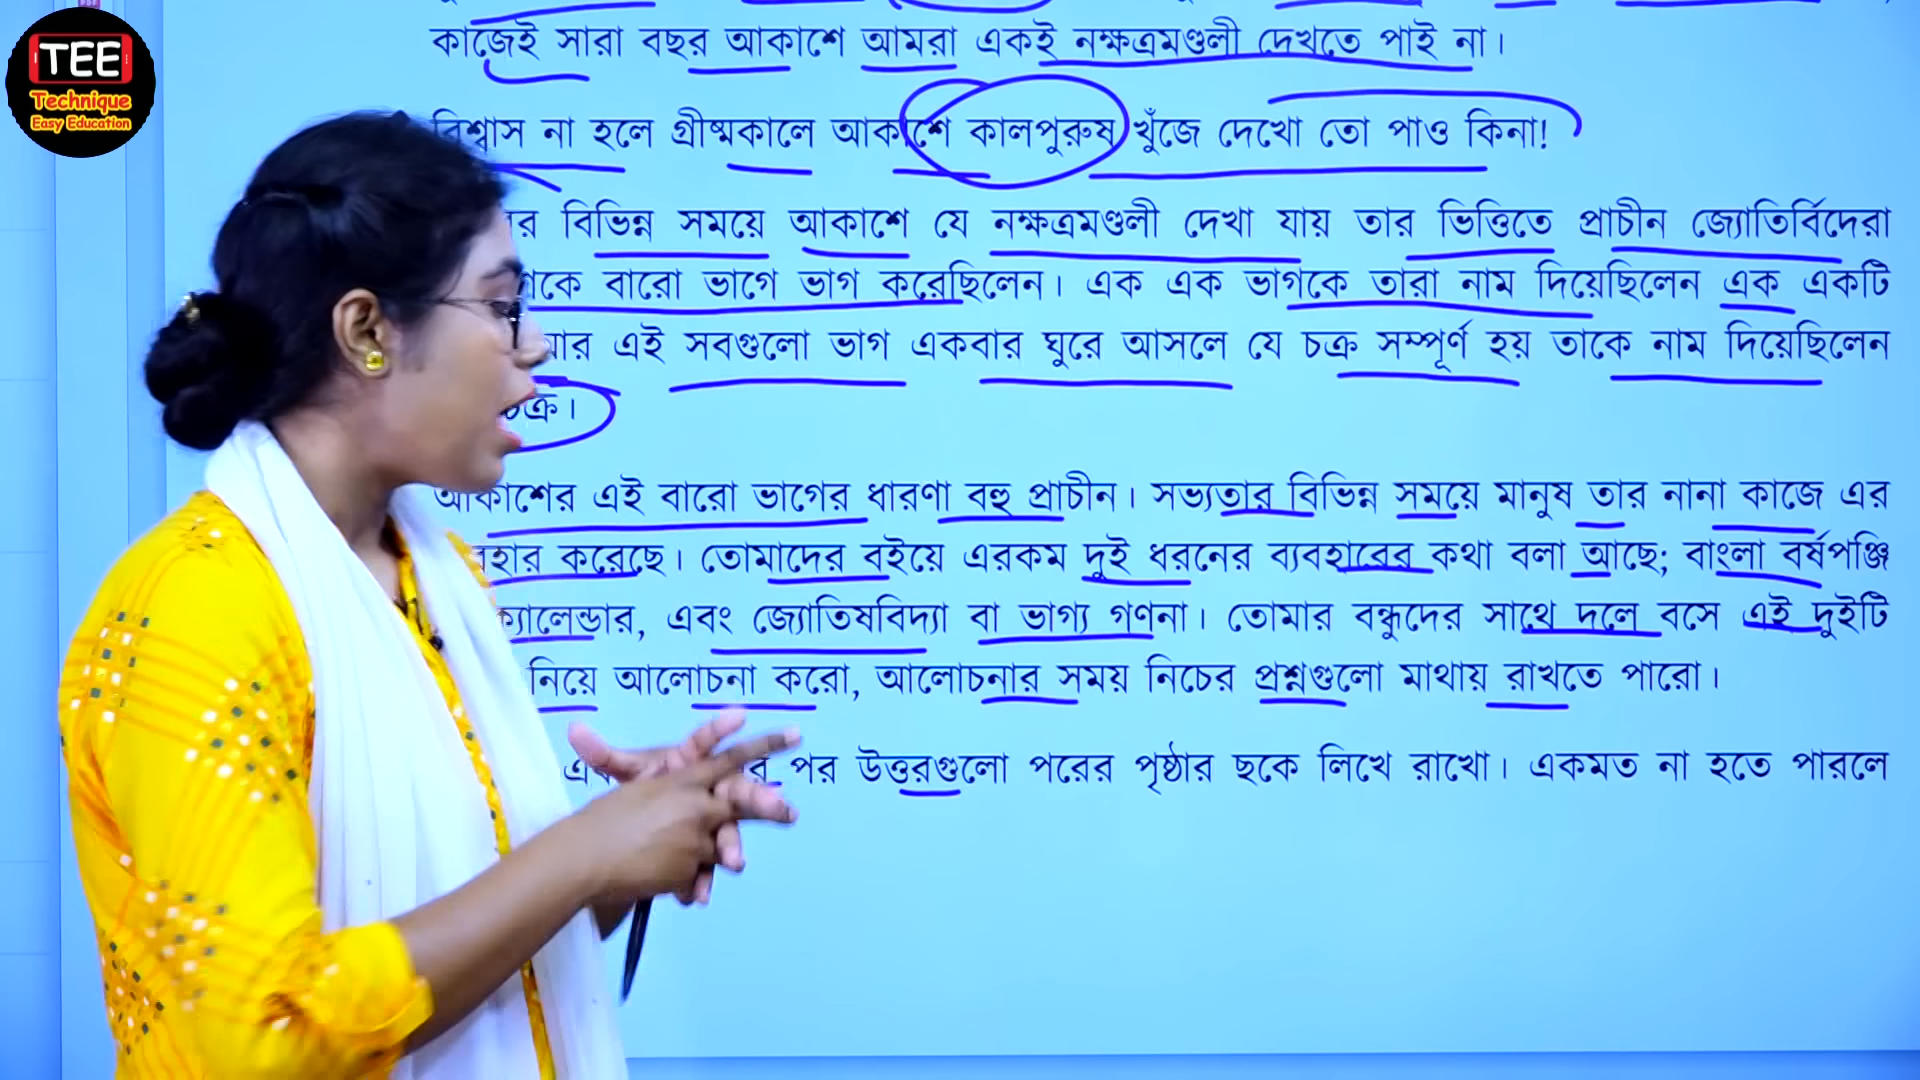 TEE
Technique
Easy Education
কাজেই সারা বছর আকাশে আমরা একই নক্ষত্রমণ্ডলী দেখতে পাই না।
বিশ্বাস না হলে গ্রীষ্মকালে আকাশে কালপুরুষ খুঁজে দেখো তো পাও কিনা!
বিভিন্ন সময়ে আকাশে যে নক্ষত্রমণ্ডলী দেখা যায় তার ভিত্তিতে প্রাচীন জ্যোতির্বিদেরা
বারো ভাগে ভাগ করেছিলেন। এক এক ভাগকে তারা নাম দিয়েছিলেন এক একটি
আর এই সবগুলো ভাগ একবার ঘুরে আসলে যে চক্র সম্পূর্ণ হয় তাকে নাম দিয়েছিলেন
চক্র।
আকাশের এই বারো ভাগের ধারণা বহু প্রাচীন। সভ্যতার বিভিন্ন সময়ে মানুষ তার নানা কাজে এর
করেছে। তোমাদের বইয়ে এরকম দুই ধরনের ব্যবহারের কথা বলা আছে; বাংলা বর্ষপঞ্জি
ক্যালেন্ডার, এবং জ্যোতিষবিদ্যা বা ভাগ্য গণনা। তোমার বন্ধুদের সাথে দলে বসে এই দুইটি
নিয়ে আলোচনা করো, আলোচনার সময় নিচের প্রশ্নগুলো মাথায় রাখতে পারো।
পর উত্তরগুলো পরের পৃষ্ঠার ছকে লিখে রাখো। একমত না হতে পারলে